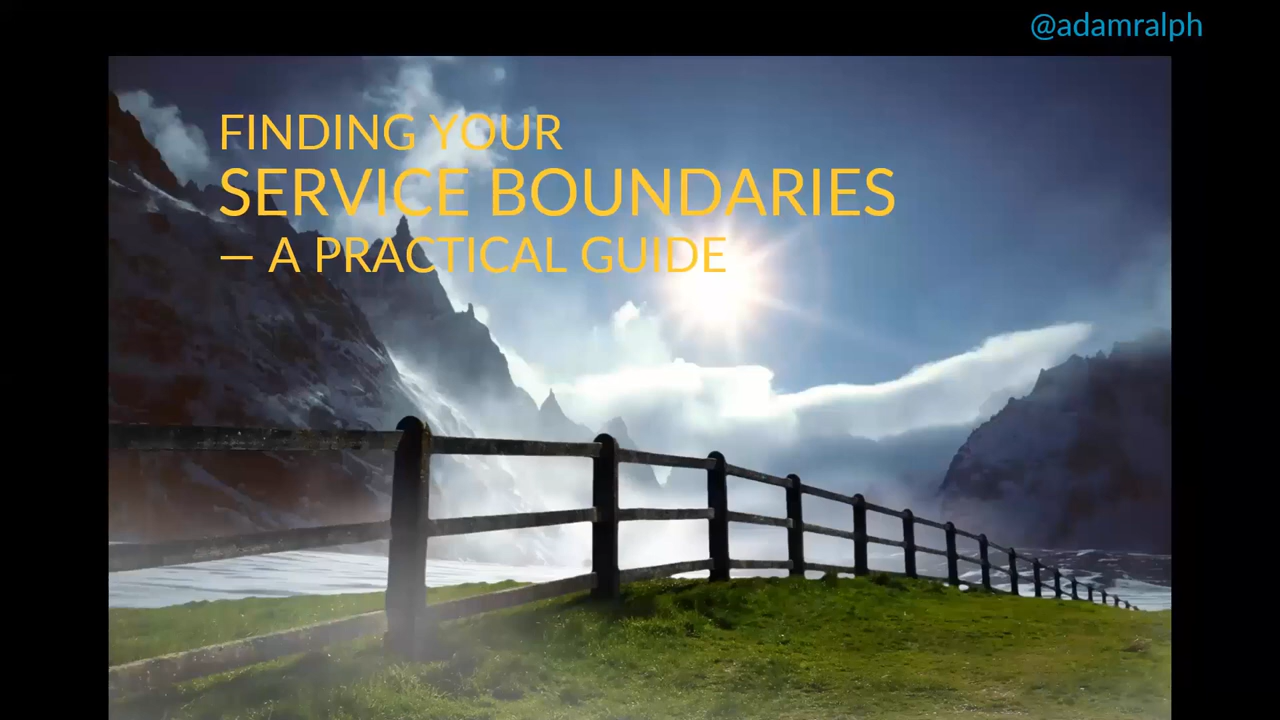 @adamralph
FINDING YOUR
SERVICE BOUNDARIES
— A PRACTICAL GUIDE